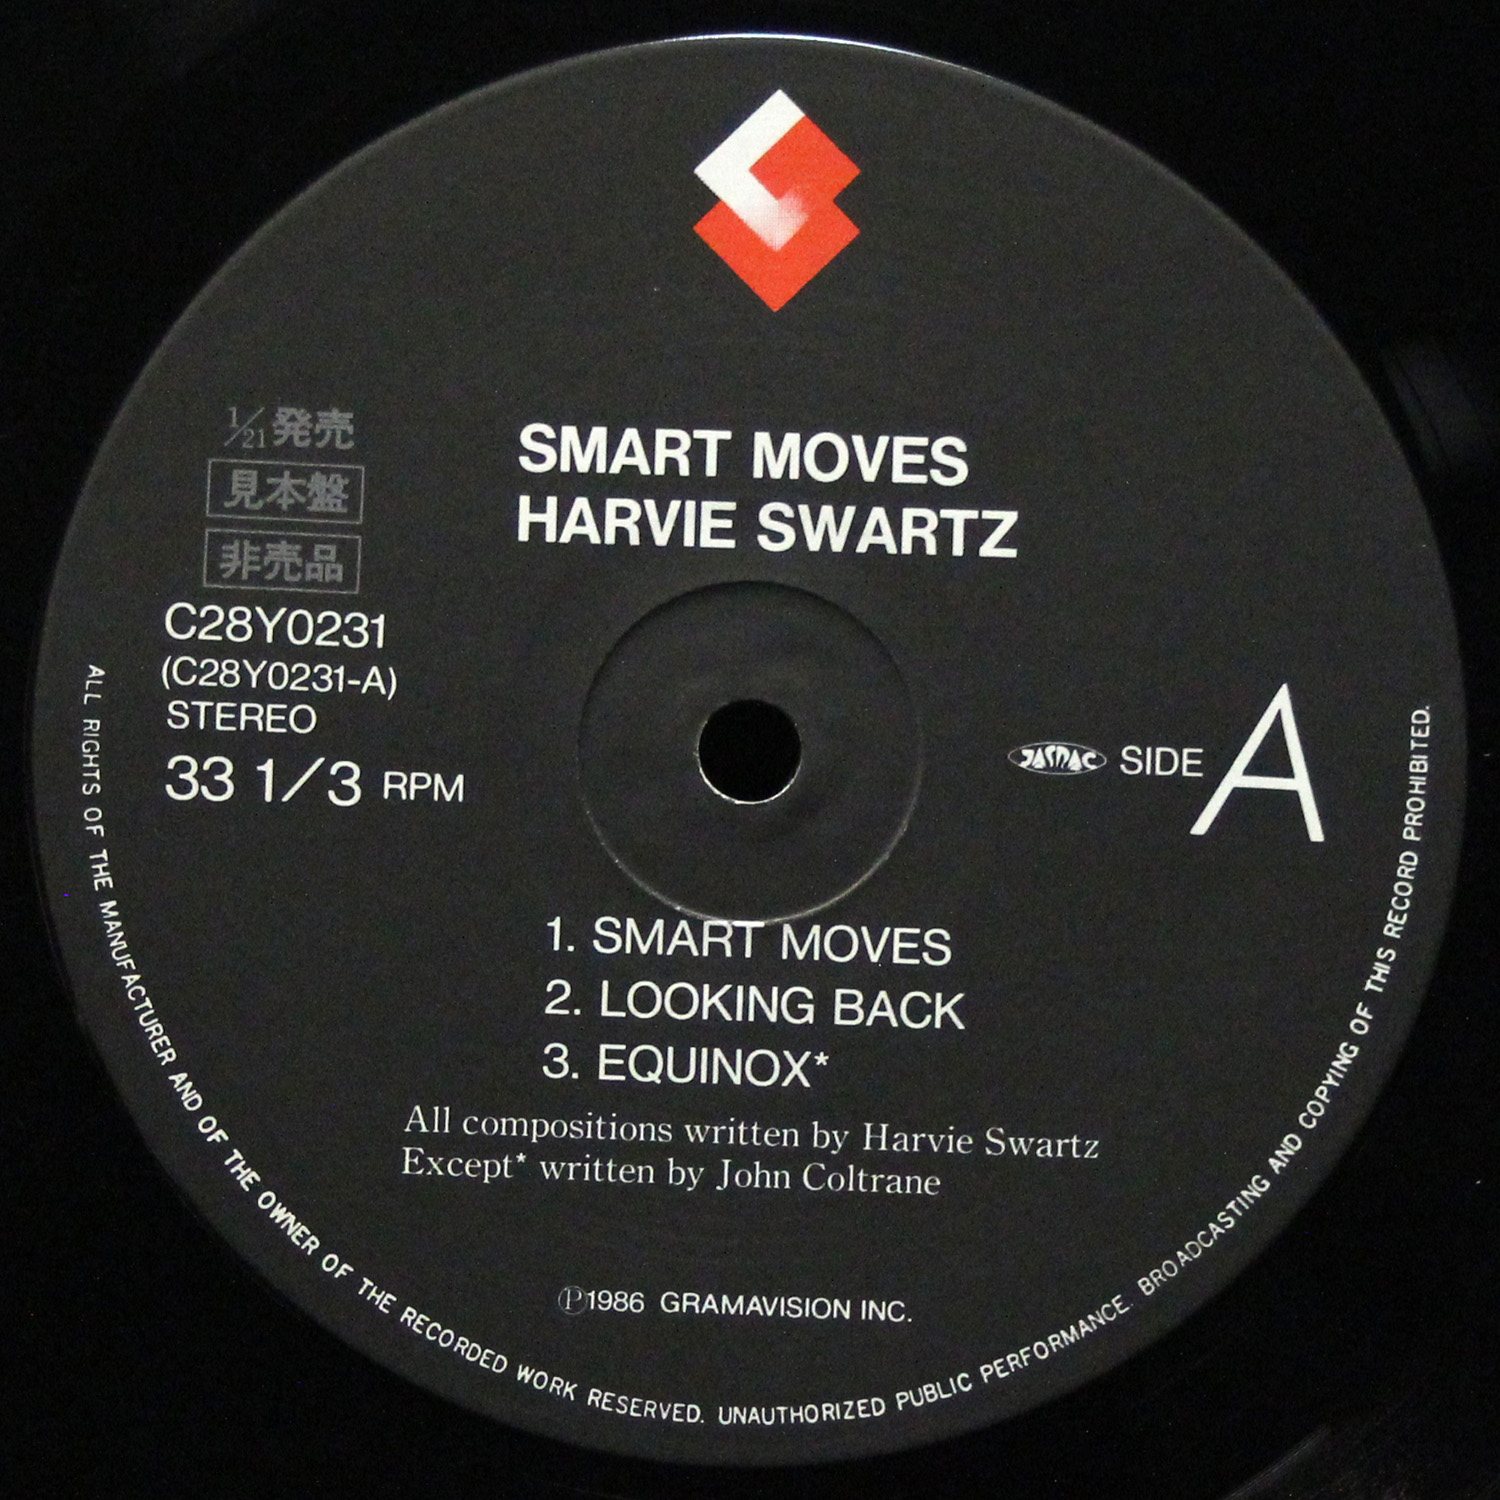 SMART MOVES
HARVIE SWARTZ
1/21 発売
見本盤
非売品
C28Y0231
(C28Y0231-A)
STEREO
33 1/3 RPM
JASRAC SIDE A
1. SMART MOVES
2. LOOKING BACK
3. EQUINOX*
All compositions written by Harvie Swartz
Except* written by John Coltrane
Ⓟ1986 GRAMAVISION INC.
ALL RIGHTS OF THE MANUFACTURER AND OF THE OWNER OF THE RECORDED WORK RESERVED. UNAUTHORIZED PUBLIC PERFORMANCE. BROADCASTING AND COPYING OF THIS RECORD PROHIBITED.